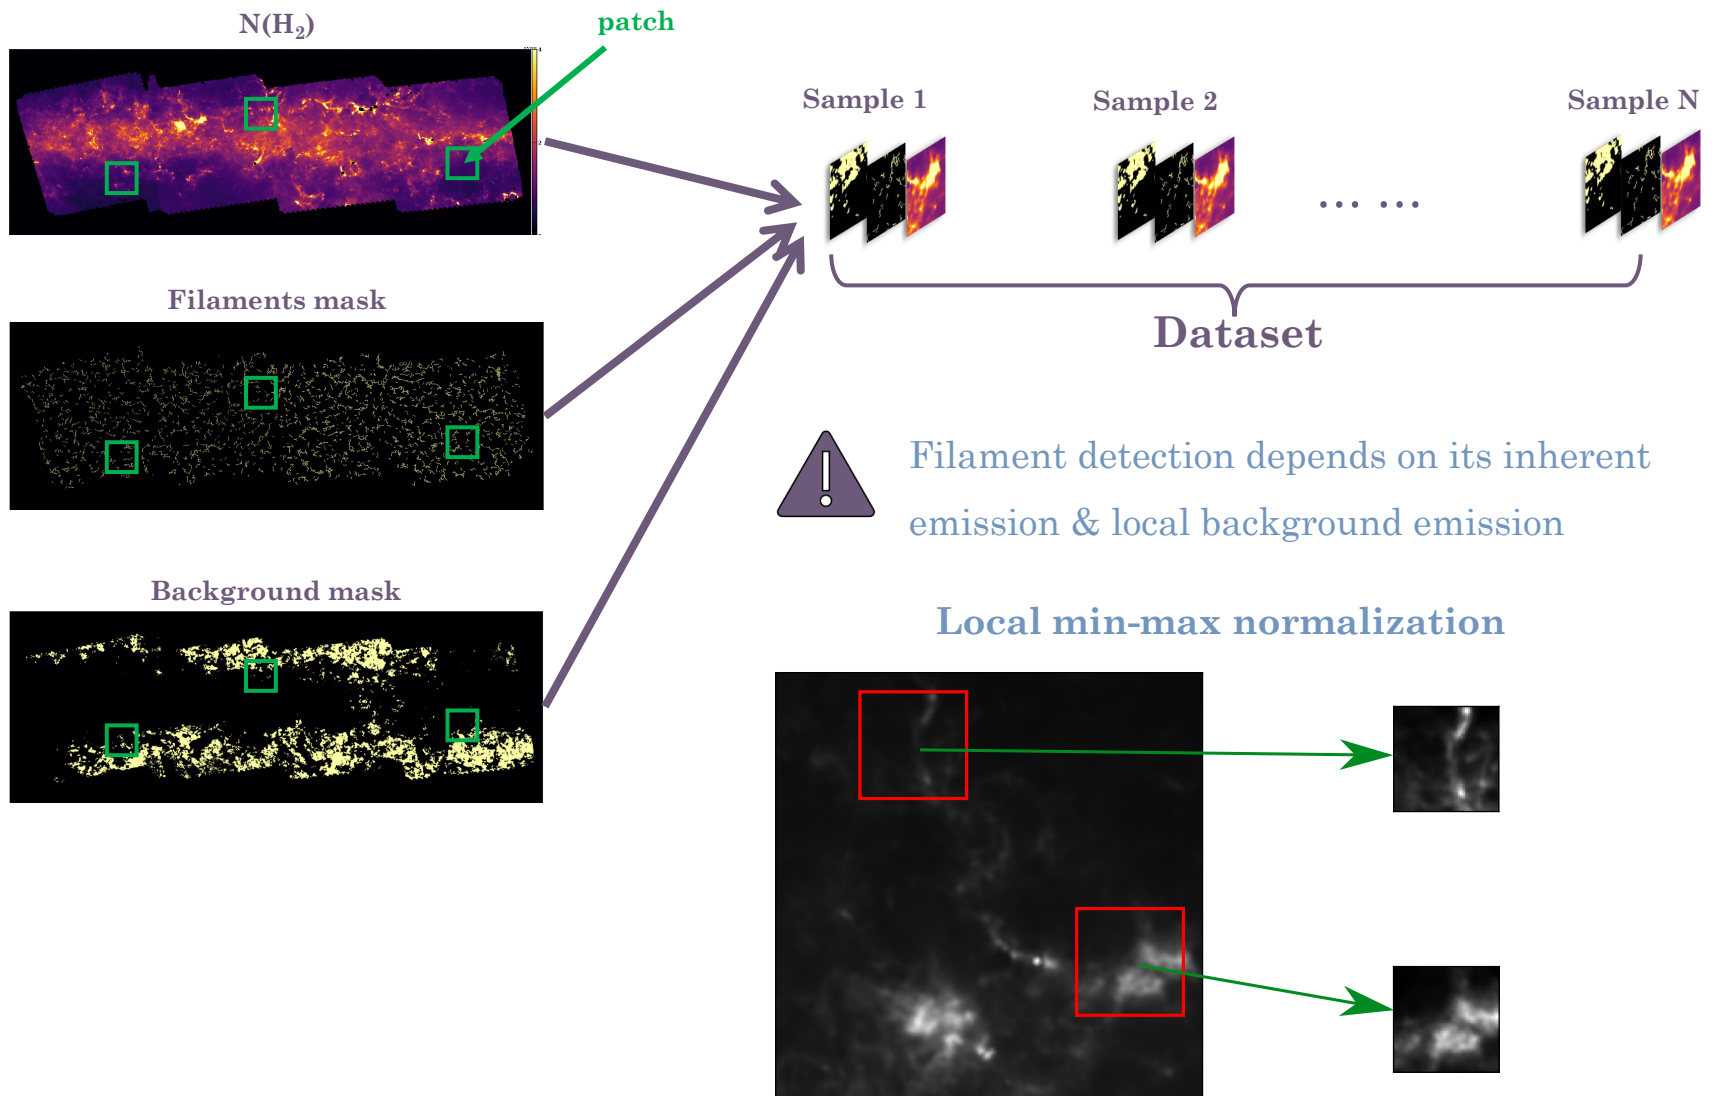 N(H₂)
patch
Sample 1
Sample 2
Sample N
... ...
Filaments mask
Dataset
Filament detection depends on its inherent
emission & local background emission
Background mask
Local min-max normalization